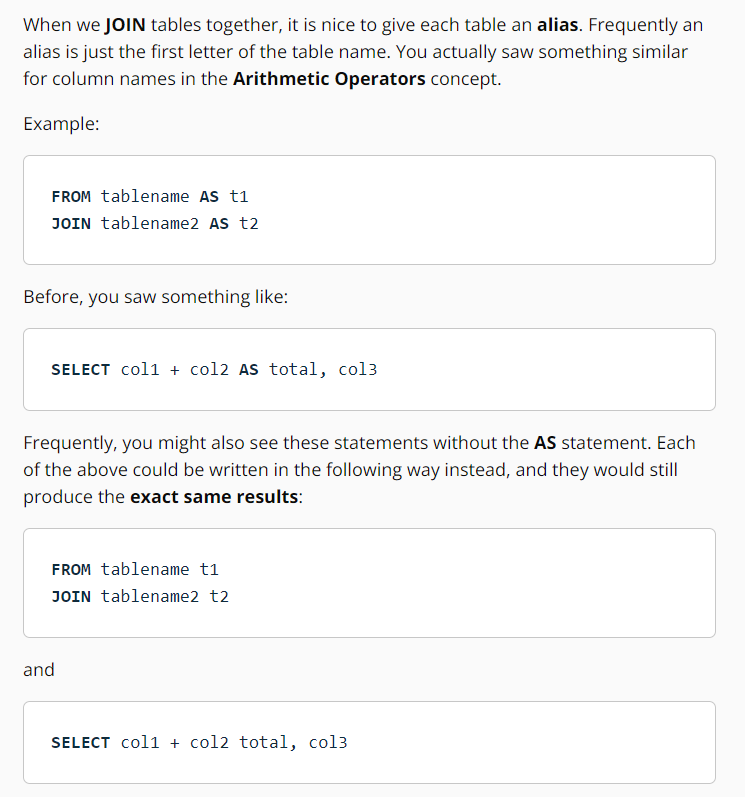 When we JOIN tables together, it is nice to give each table an alias. Frequently an
alias is just the first letter of the table name. You actually saw something similar
for column names in the Arithmetic Operators concept.
Example:
FROM tablename AS t1
JOIN tablename2 AS t2
Before, you saw something like:
SELECT col1 + col2 AS total, col3
Frequently, you might also see these statements without the AS statement. Each
of the above could be written in the following way instead, and they would still
produce the exact same results:
FROM tablename t1
JOIN tablename2 t2
and
SELECT col1 + col2 total, col3